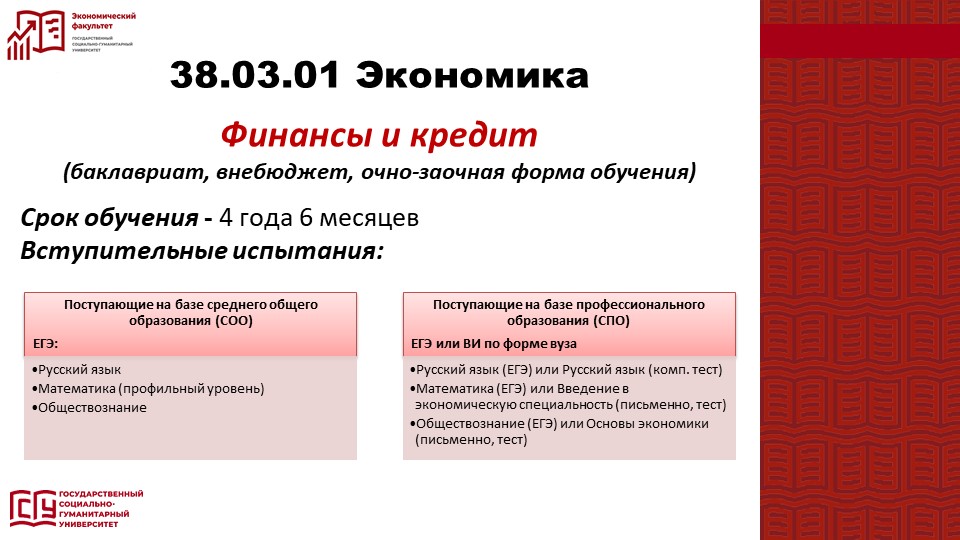 Экономический
факультет
ГОСУДАРСТВЕННЫЙ
СОЦИАЛЬНО-ГУМАНИТАРНЫЙ
УНИВЕРСИТЕТ
38.03.01 Экономика
Финансы и кредит
(баклавриат, внебюджет, очно-заочная форма обучения)
Срок обучения - 4 года 6 месяцев
Вступительные испытания:
Поступающие на базе среднего общего
образования (СОО)
ЕГЭ:
•Русский язык
•Математика (профильный уровень)
•Обществознание
Поступающие на базе профессионального
образования (СПО)
ЕГЭ или ВИ по форме вуза
•Русский язык (ЕГЭ) или Русский язык (комп. тест)
•Математика (ЕГЭ) или Введение в
экономическую специальность (письменно, тест)
•Обществознание (ЕГЭ) или Основы экономики
(письменно, тест)
ГСГУ
ГОСУДАРСТВЕННЫЙ
СОЦИАЛЬНО-
ГУМАНИТАРНЫЙ
УНИВЕРСИТЕТ